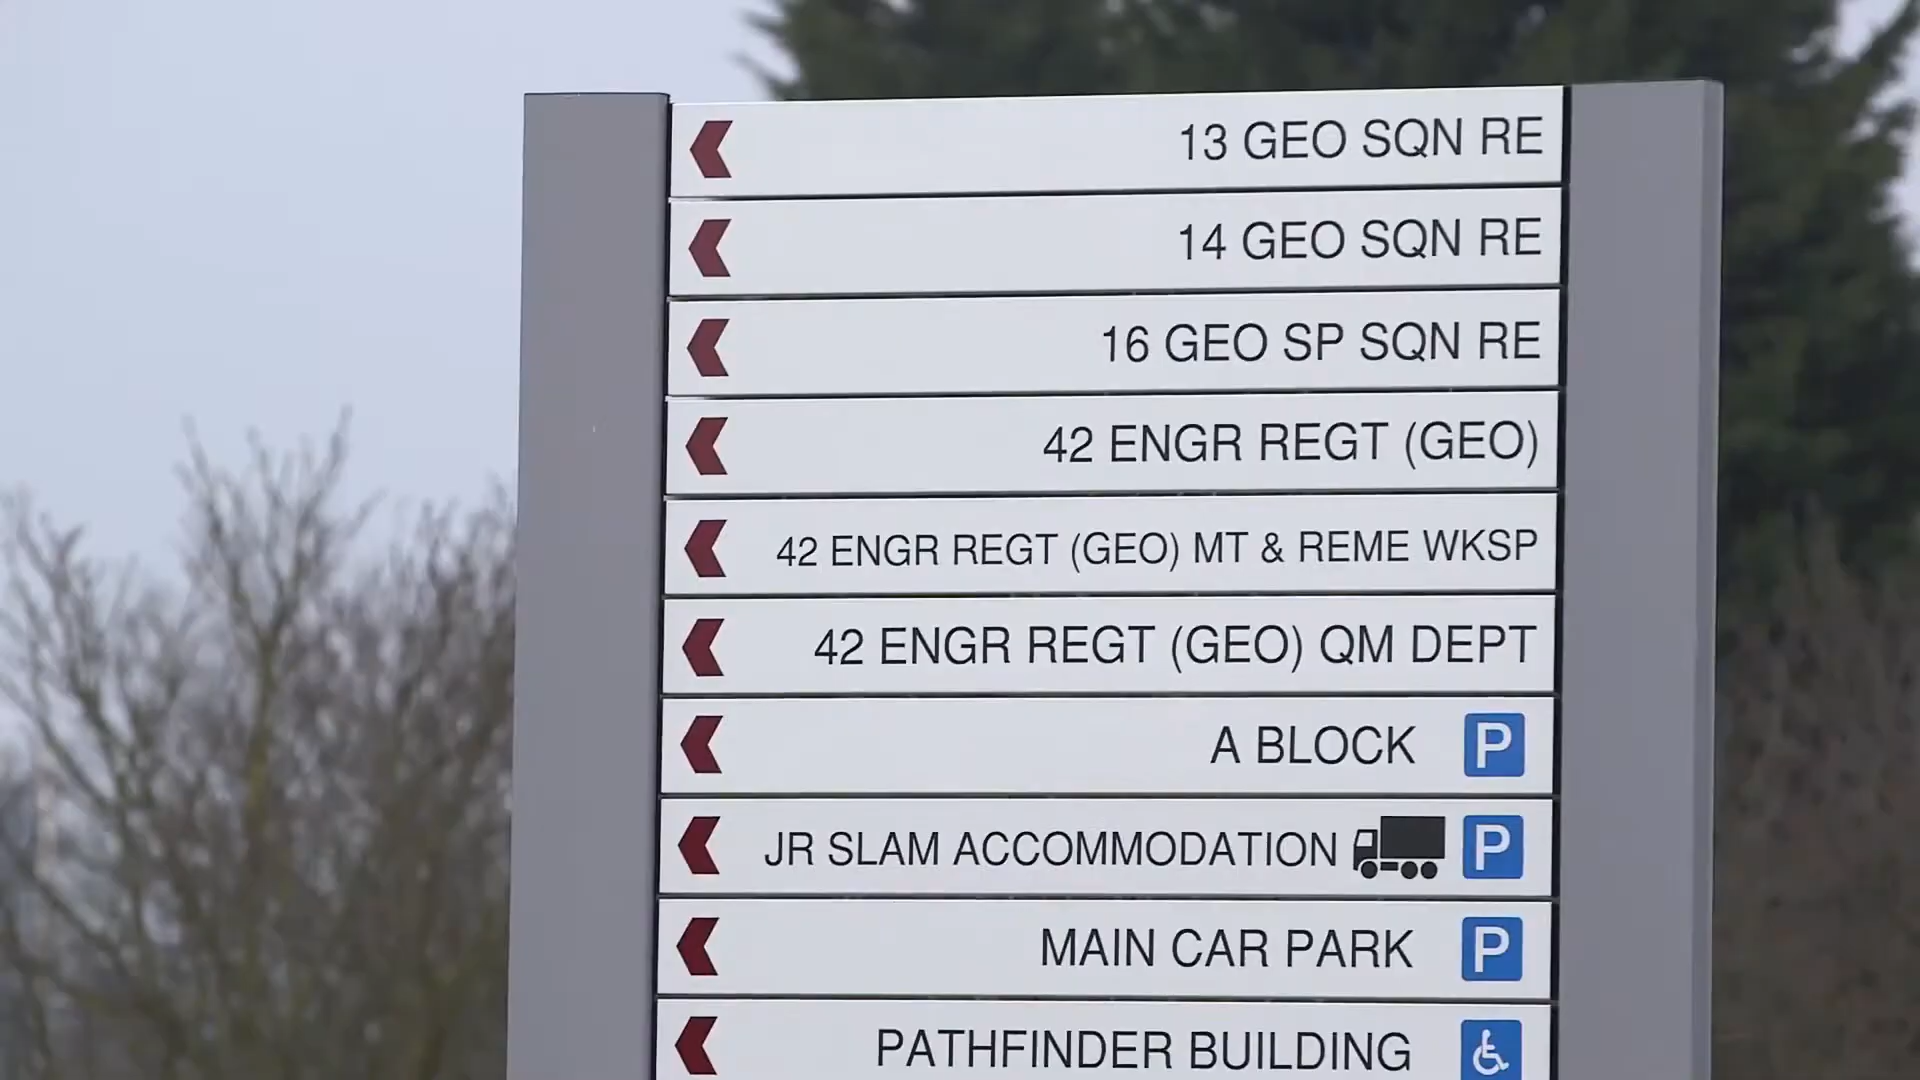 13 GEO SQN RE
14 GEO SQN RE
16 GEO SP SQN RE
42 ENGR REGT (GEO)
42 ENGR REGT (GEO) MT & REME WKSP
42 ENGR REGT (GEO) QM DEPT
A BLOCK P
JR SLAM ACCOMMODATION P
MAIN CAR PARK P
PATHFINDER BUILDING